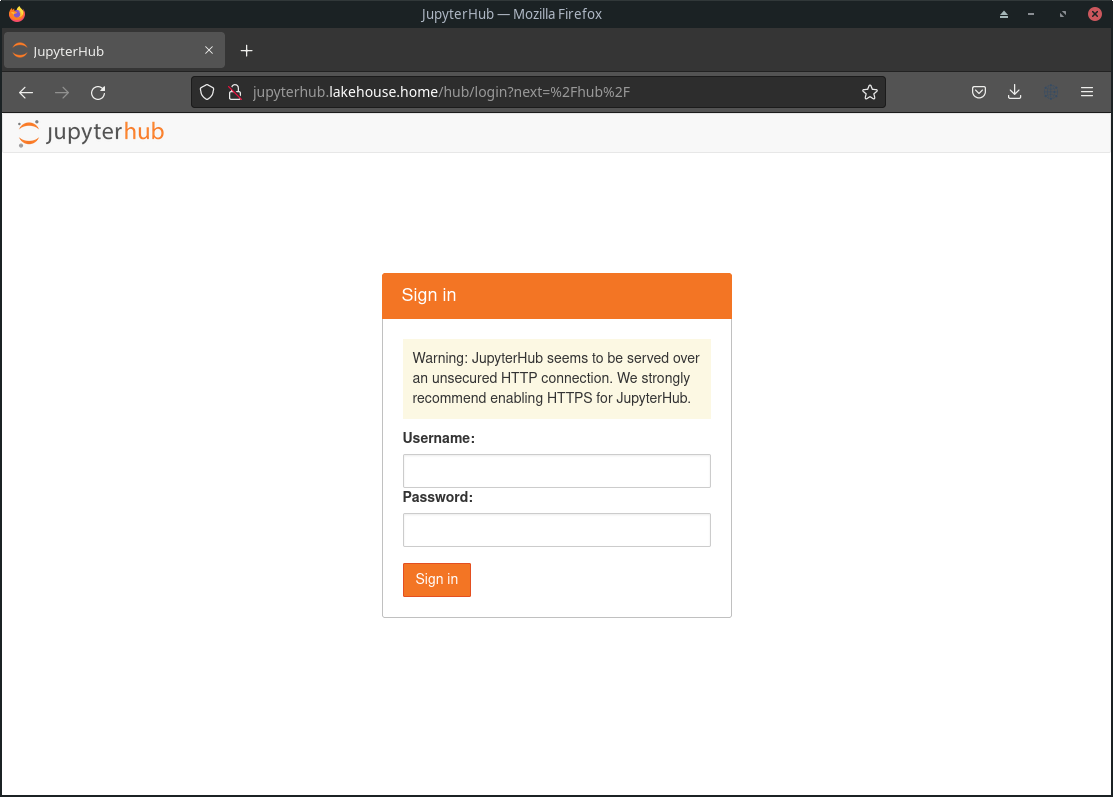 JupyterHub — Mozilla Firefox
JupyterHub
jupyterhub.lakehouse.home/hub/login?next=%2Fhub%2F
jupyterhub
Sign in
Warning: JupyterHub seems to be served over
an unsecured HTTP connection. We strongly
recommend enabling HTTPS for JupyterHub.
Username:
Password:
Sign in